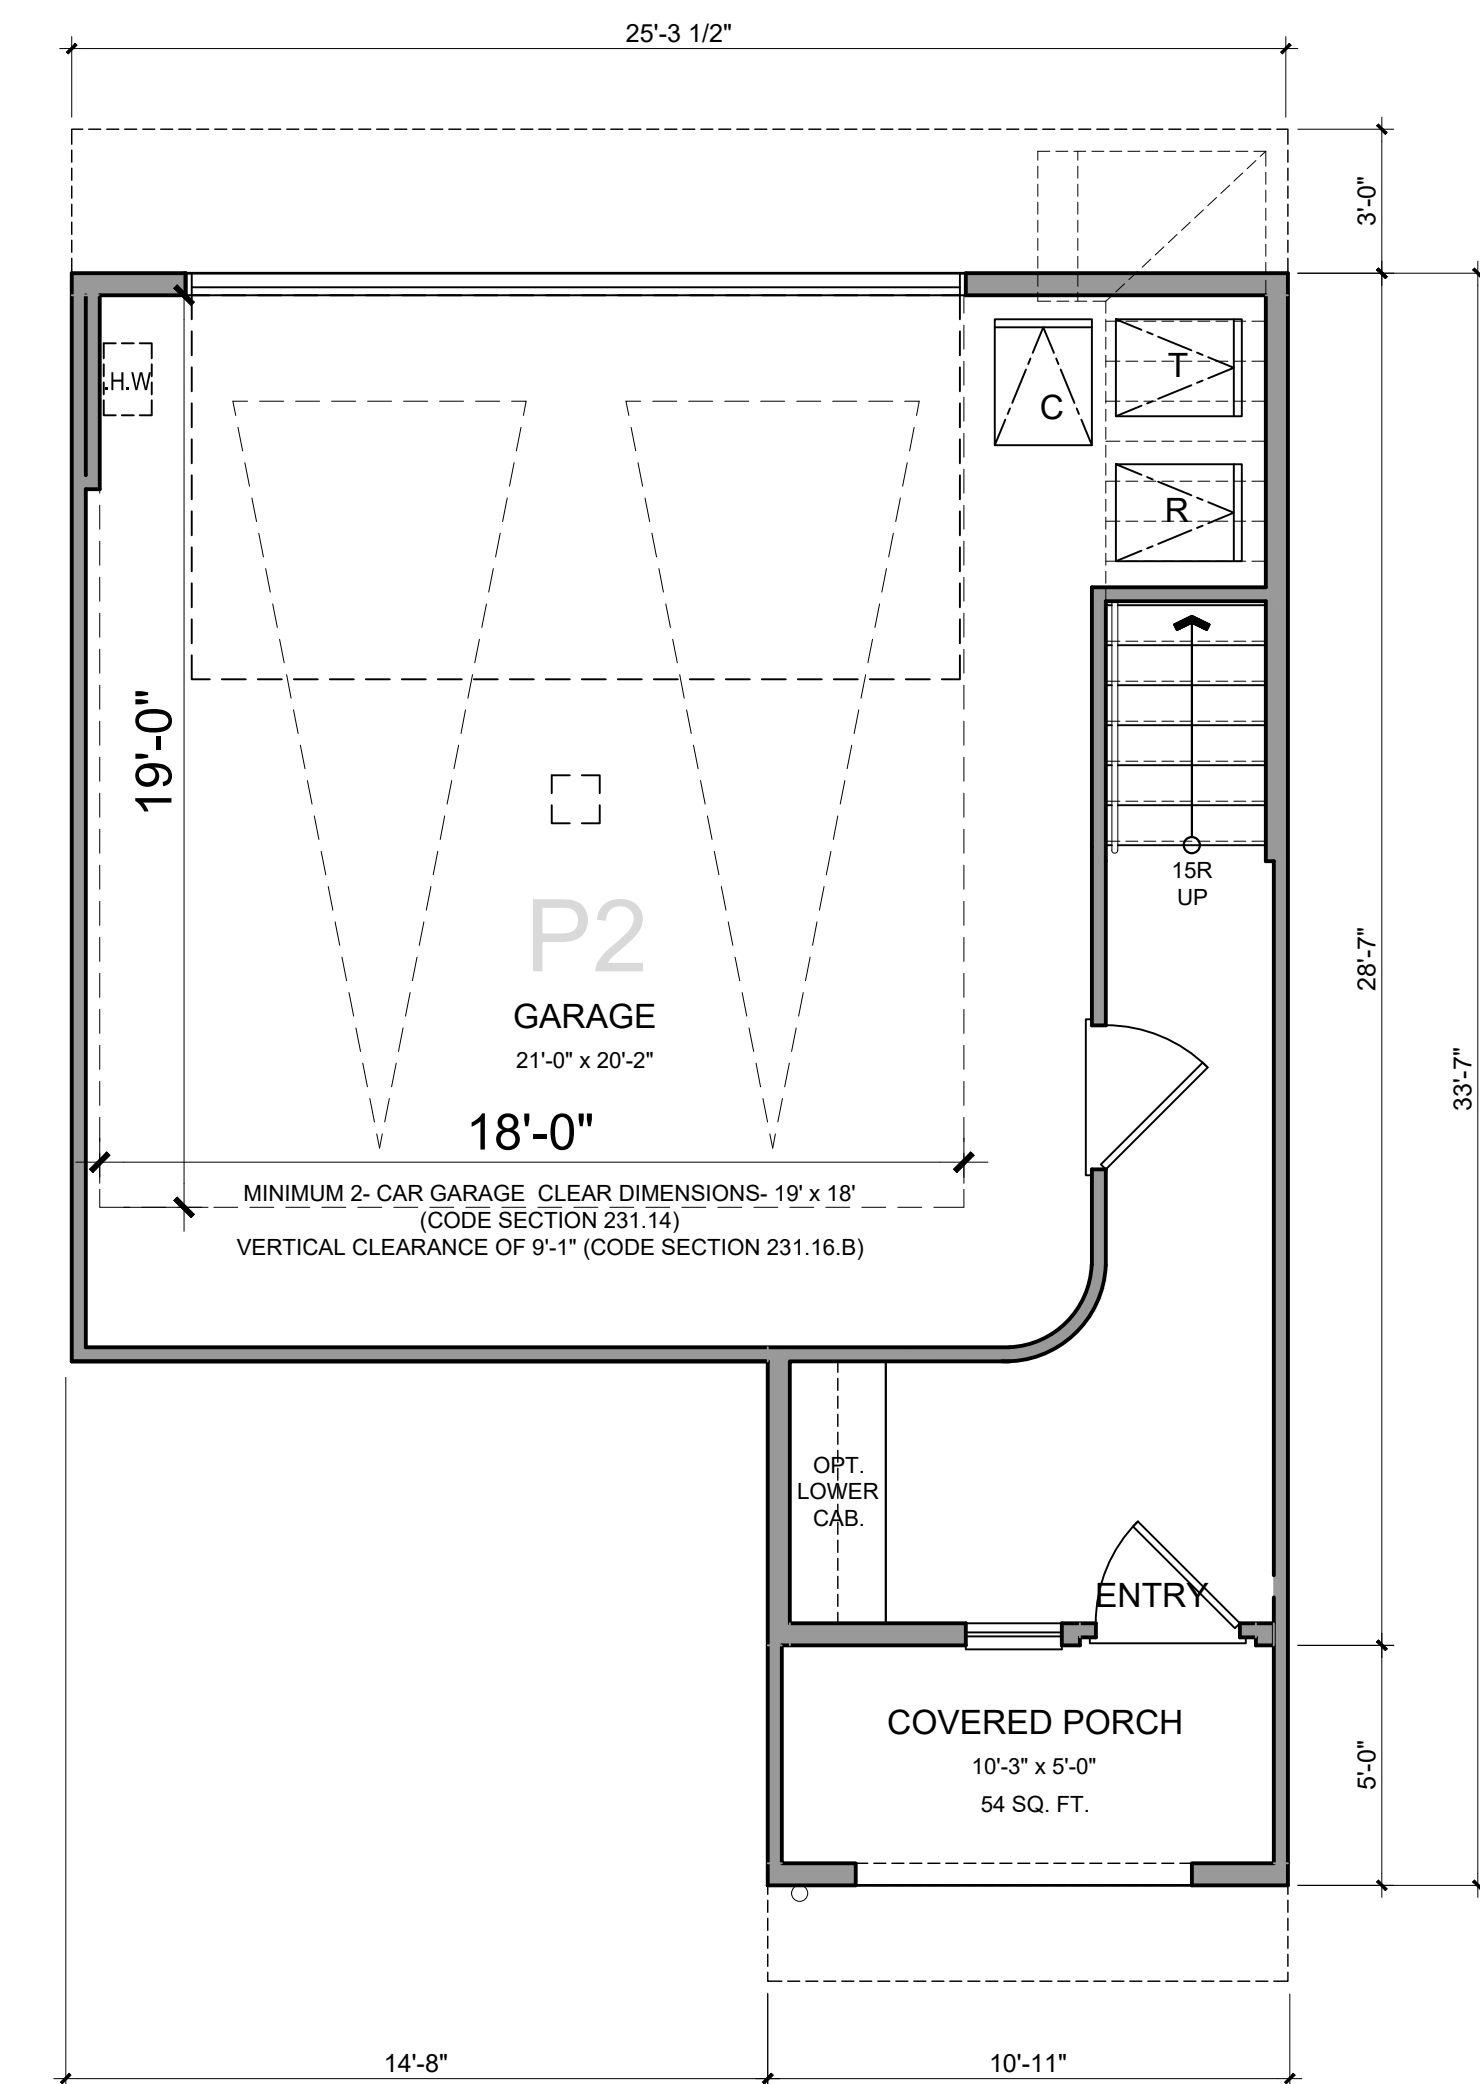 25'-3 1/2"
3'-0"
H.W
C
T
R
19'-0"
15R
UP
P2
GARAGE
21'-0" x 20'-2"
28'-7"
33'-7"
18'-0"
MINIMUM 2- CAR GARAGE CLEAR DIMENSIONS- 19' x 18'
(CODE SECTION 231.14)
VERTICAL CLEARANCE OF 9'-1" (CODE SECTION 231.16.B)
OPT.
LOWER
CAB.
ENTRY
COVERED PORCH
10'-3" x 5'-0"
54 SQ. FT.
5'-0"
14'-8"
10'-11"